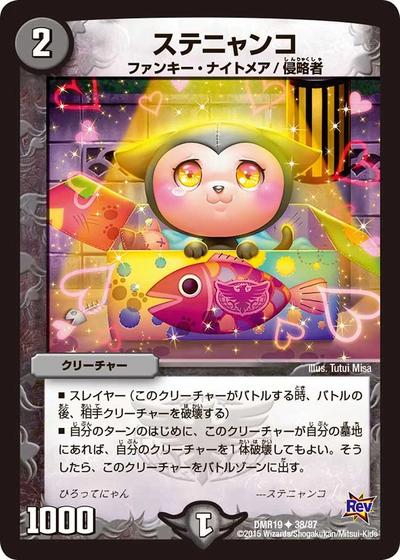 2
ステニャンコ
ファンキー・ナイトメア/侵略者
しんりゃくしゃ
illus. Tutui Misa
クリーチャー
■ スレイヤー(このクリーチャーがバトルする時、バトルの
後、相手クリーチャーを破壊する)
■ 自分のターンのはじめに、このクリーチャーが自分の墓地
にあれば、自分のクリーチャーを1体破壊してもよい。そう
したら、このクリーチャーをバトルゾーンに出す。
ひろってにゃん ---ステニャンコ
Rev
1000
1
DMR19 ◆ 38/87
©2015 Wizards/Shogakukan/Mitsui-Kids